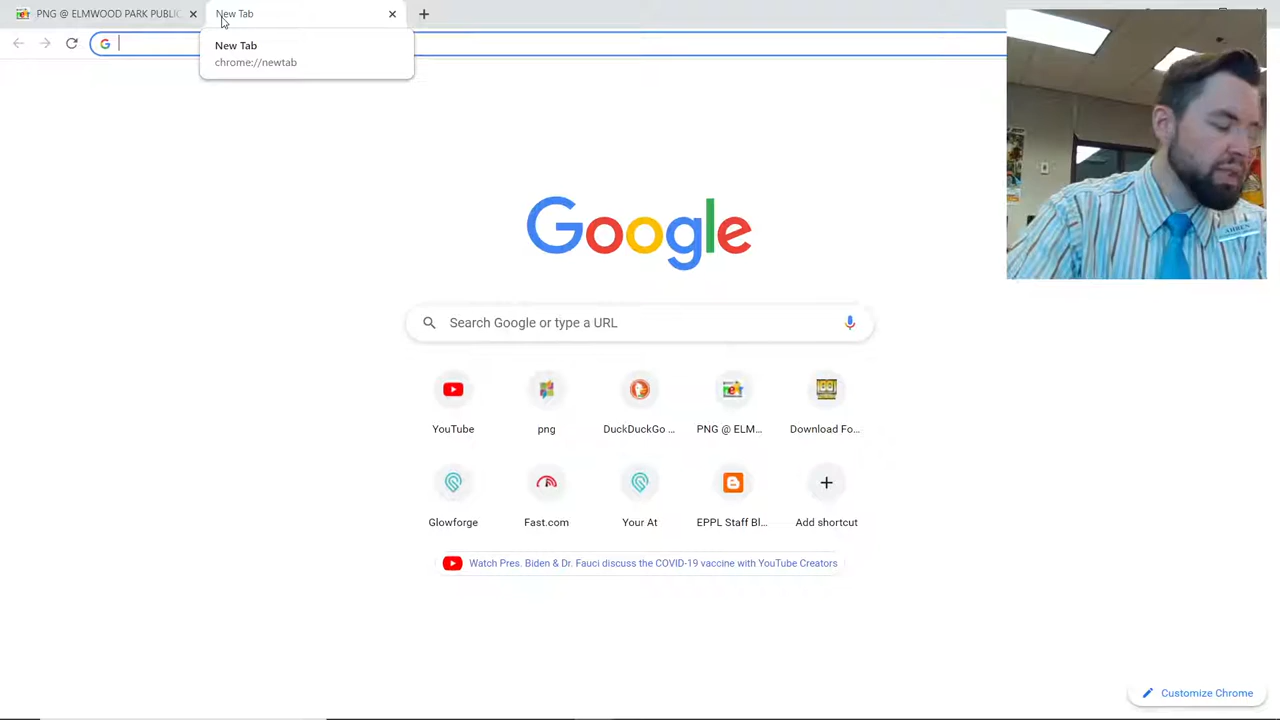 PNG @ ELMWOOD PARK PUBLIC
New Tab
New Tab
chrome://newtab
Google
Search Google or type a URL
YouTube
png
DuckDuckGo ...
PNG @ ELM...
Download Fo...
Glowforge
Fast.com
Your At
EPPL Staff Bl...
Add shortcut
Watch Pres. Biden & Dr. Fauci discuss the COVID-19 vaccine with YouTube Creators
Customize Chrome
AHREN